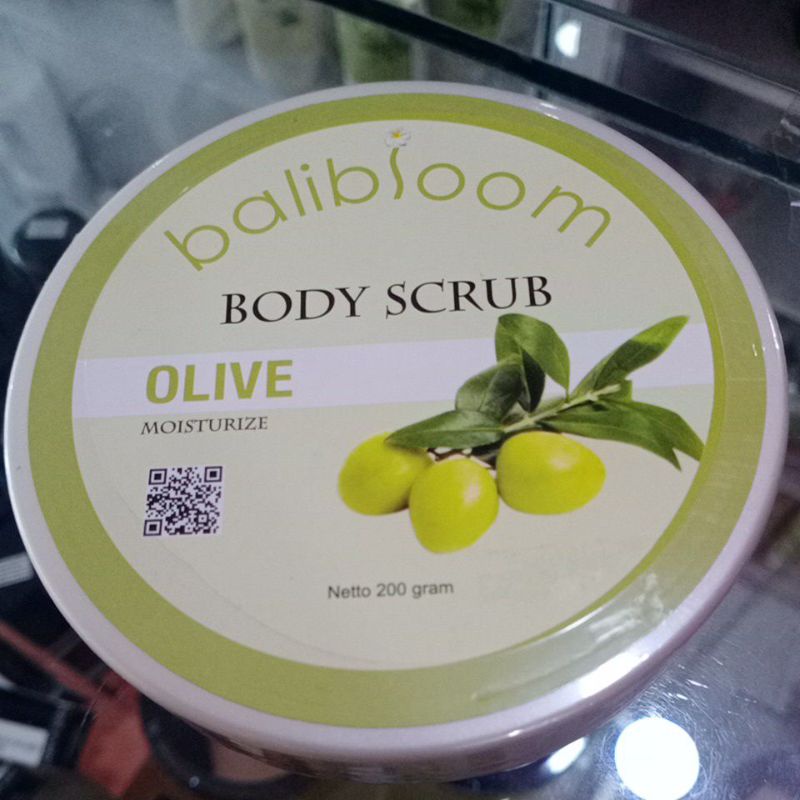 balibloom
BODY SCRUB
OLIVE
MOISTURIZE
Netto 200 gram